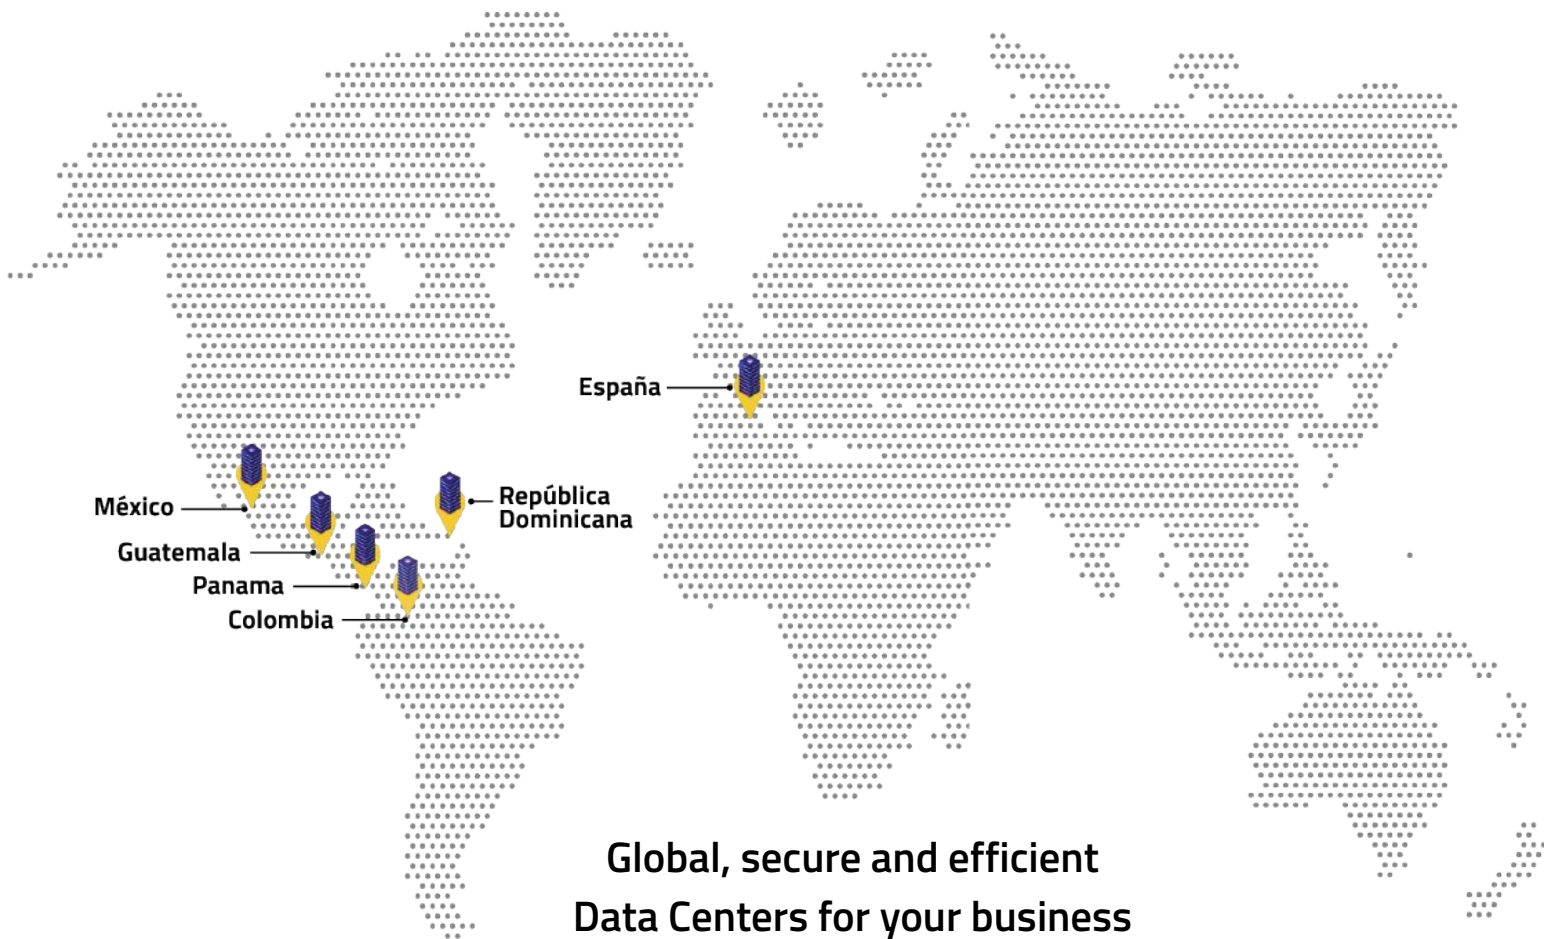 España
México
República
Dominicana
Guatemala
Panama
Colombia
Global, secure and efficient
Data Centers for your business